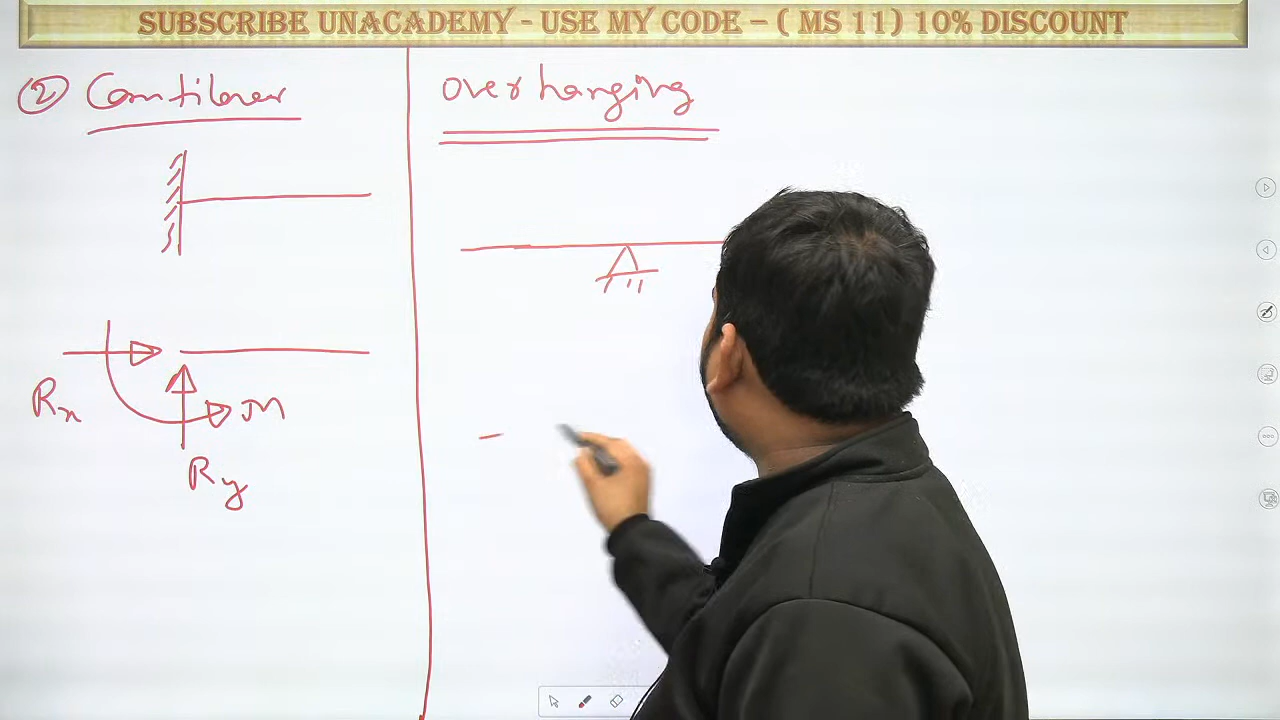 SUBSCRIBE UNACADEMY - USE MY CODE – ( MS 11) 10% DISCOUNT
② Cantilever
overhanging
Rx
M
Ry